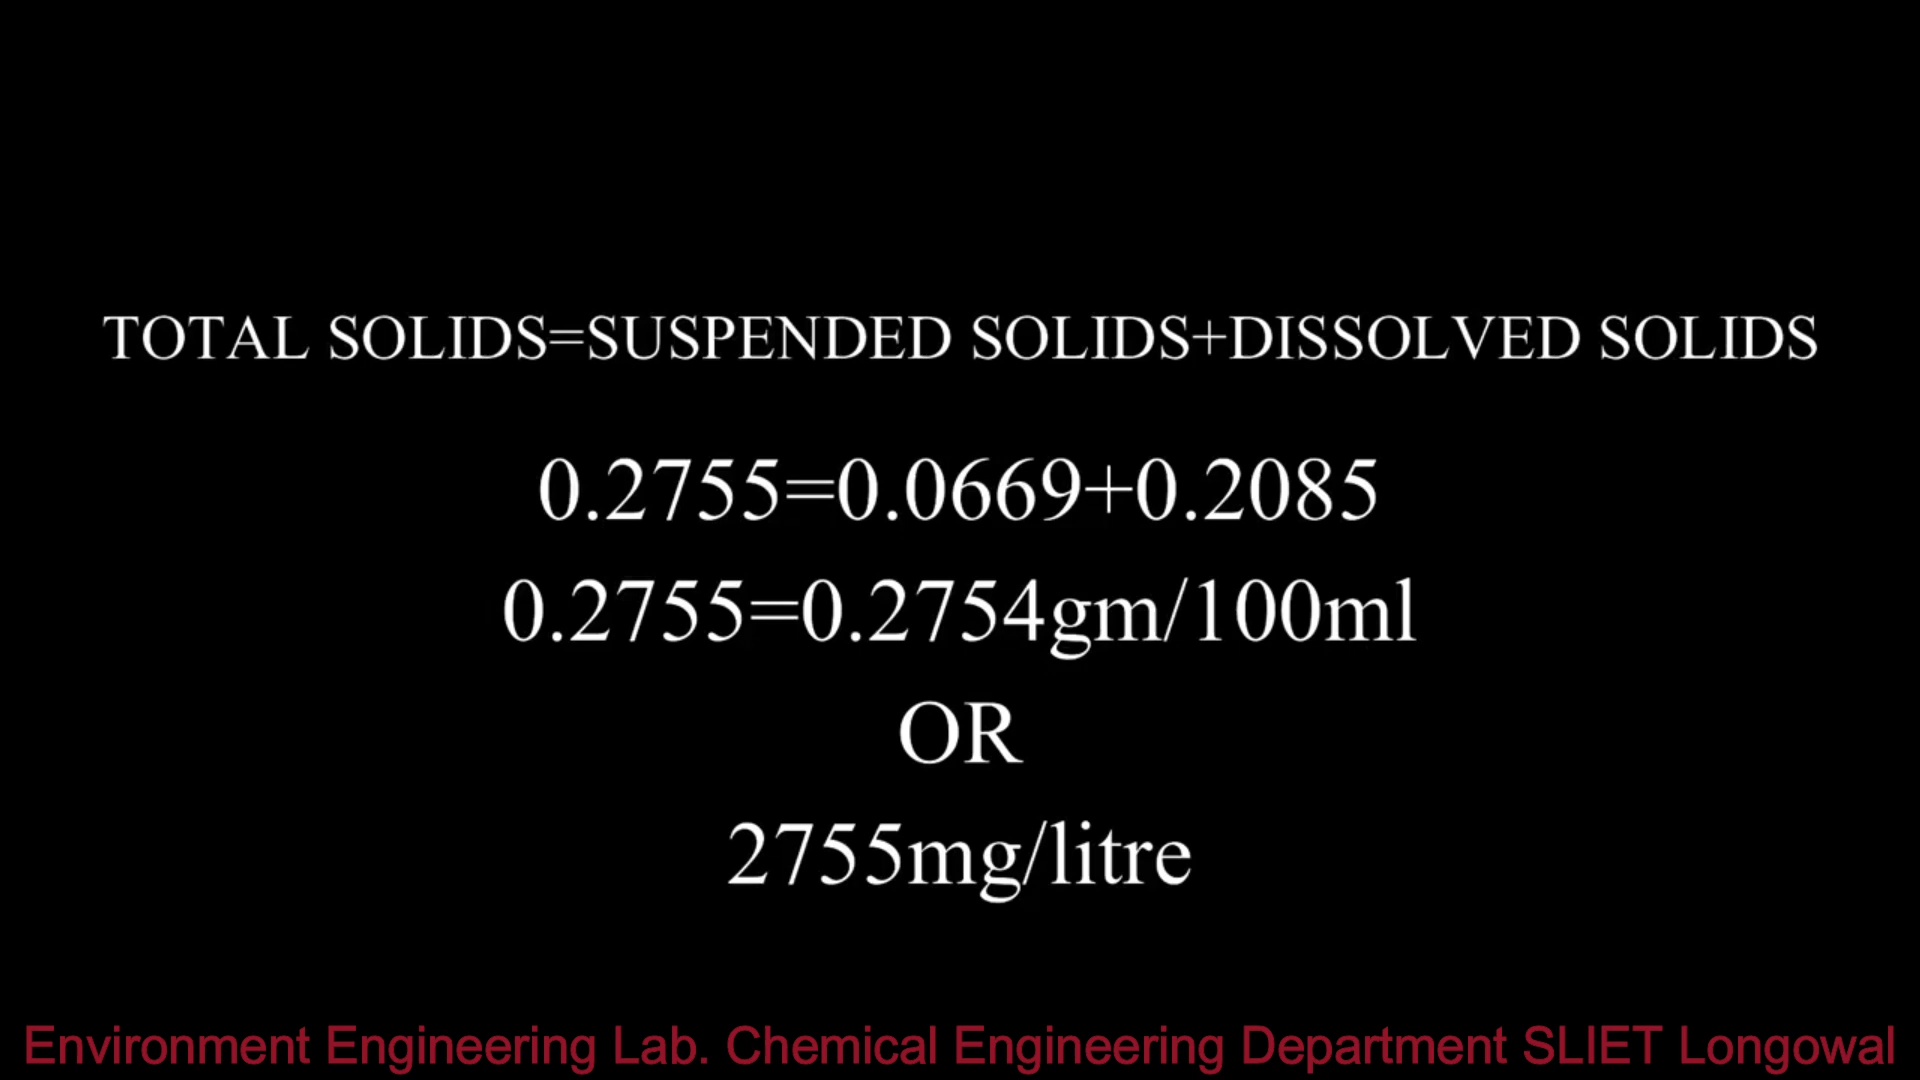 TOTAL SOLIDS=SUSPENDED SOLIDS+DISSOLVED SOLIDS
0.2755=0.0669+0.2085
0.2755=0.2754gm/100ml
OR
2755mg/litre
Environment Engineering Lab. Chemical Engineering Department SLIET Longowal